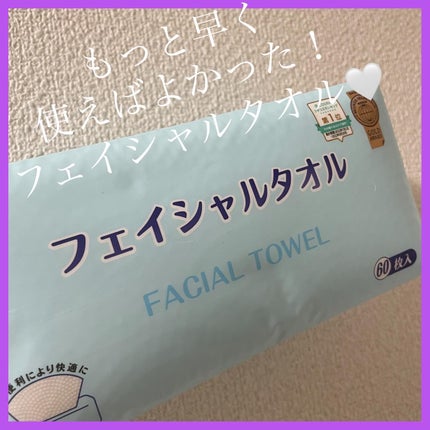 もっと早く
使えばよかった！
フェイシャルタオル🤍
第1位
GOLD
フェイシャルタオル
FACIAL TOWEL
60枚入
便利により快適に